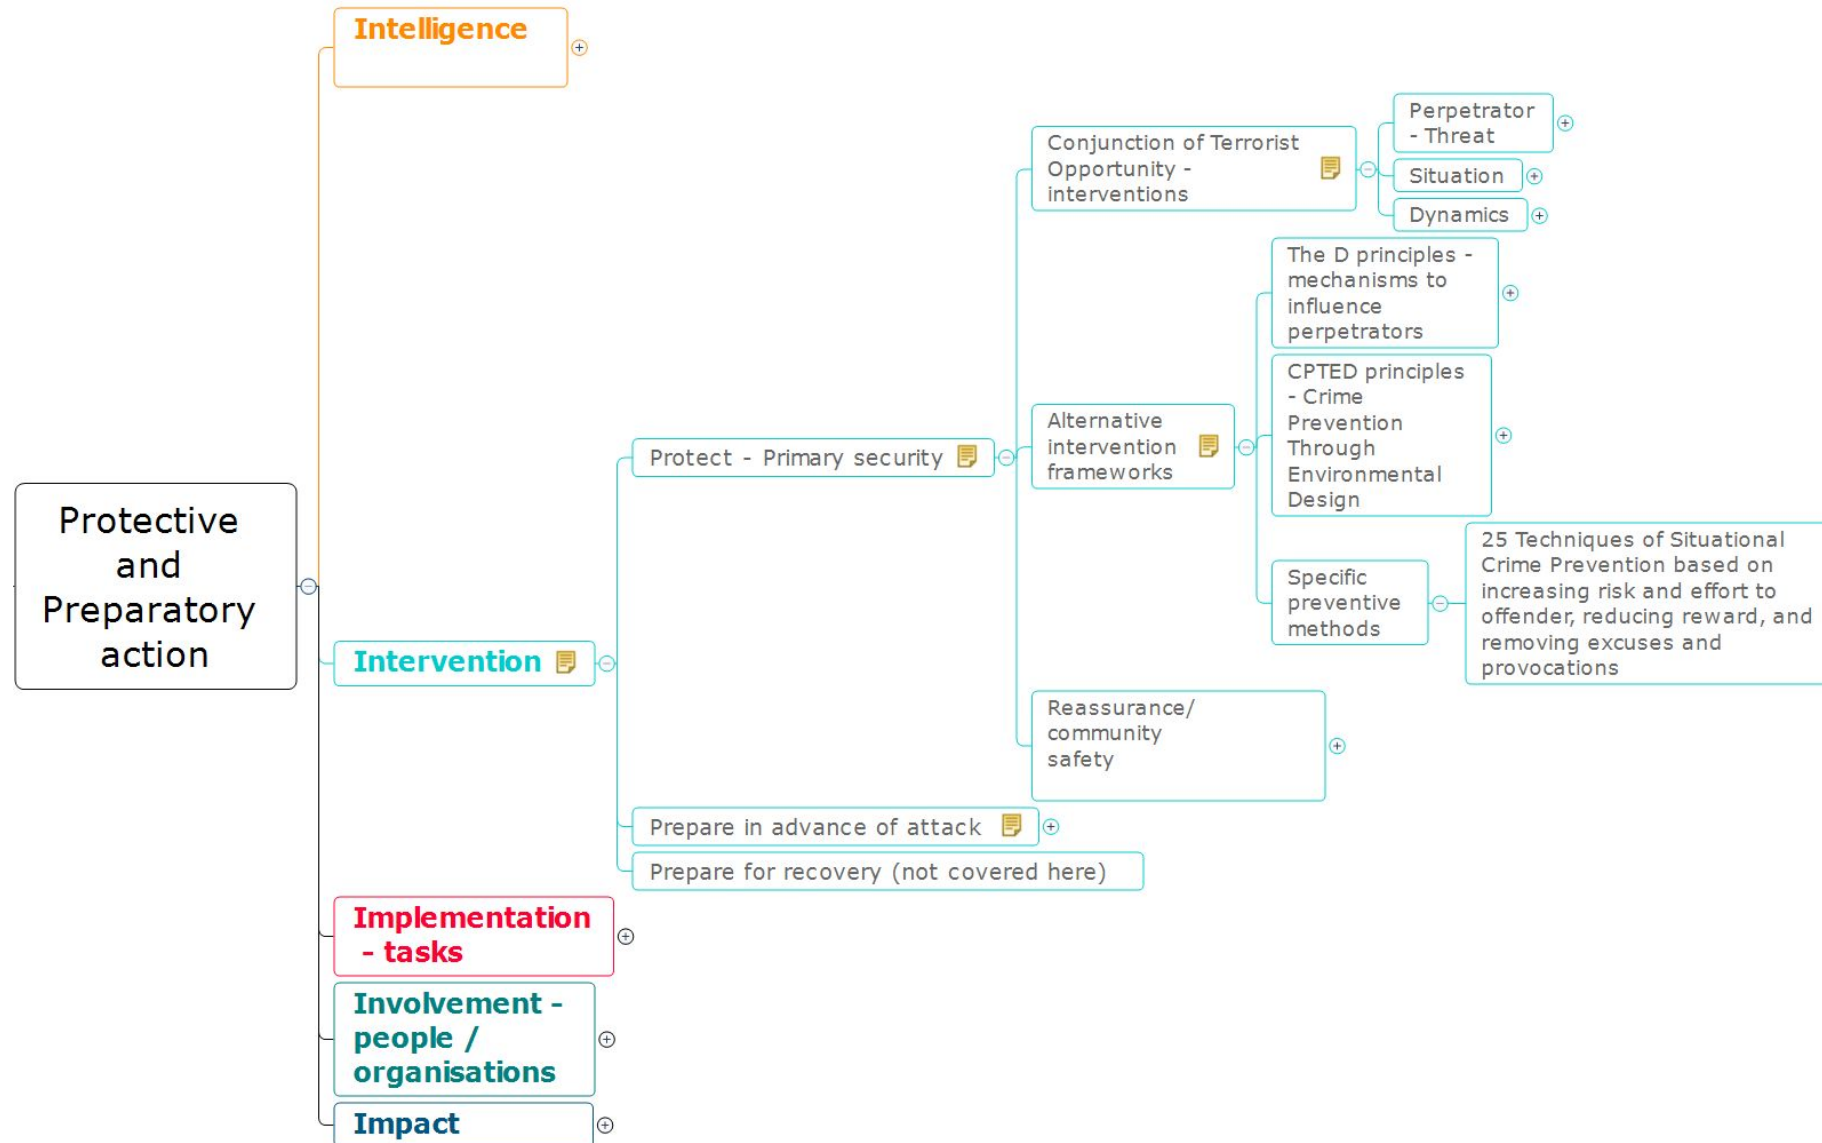 Intelligence
Perpetrator
- Threat
Conjunction of Terrorist
Opportunity -
interventions
Situation
Dynamics
The D principles -
mechanisms to
influence
perpetrators
CPTED principles
- Crime
Prevention
Through
Environmental
Design
Alternative
intervention
frameworks
Protect - Primary security
Protective
and
Preparatory
action
25 Techniques of Situational
Crime Prevention based on
increasing risk and effort to
offender, reducing reward, and
removing excuses and
provocations
Specific
preventive
methods
Intervention
Reassurance/
community
safety
Prepare in advance of attack
Prepare for recovery (not covered here)
Implementation
- tasks
Involvement -
people /
organisations
Impact